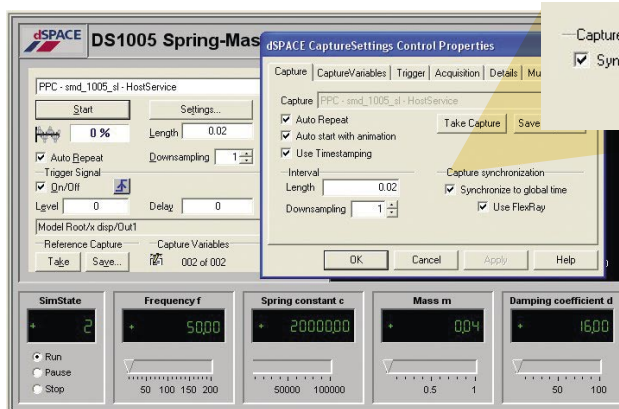 dSPACE DS1005 Spring-Mas
PPC - smd_1005_sl - HostService
Start Settings...
0 % Length 0.02
Auto Repeat Downsampling 1
Trigger Signal
On/Off
Level 0 Delay 0
Model Root/x disp/Out1
Reference Capture Capture Variables
Take Save... 002 of 002
dSPACE CaptureSettings Control Properties
Capture CaptureVariables Trigger Acquisition Details Mu
Capture PPC - smd_1005_sl - HostService
Auto Repeat
Auto start with animation
Use Timestamping
Take Capture Save
Interval
Length 0.02
Downsampling 1
Capture synchronization
Synchronize to global time
Use FlexRay
OK Cancel Apply Help
Capture
Syn
SimState
+ 2
Run
Pause
Stop
Frequency f
+ 50,00
50 100 150 200
Spring constant c
+ 20000,00
50000 100000
Mass m
+ 0,04
0.5 1
Damping coefficient d
+ 16,00
50 100